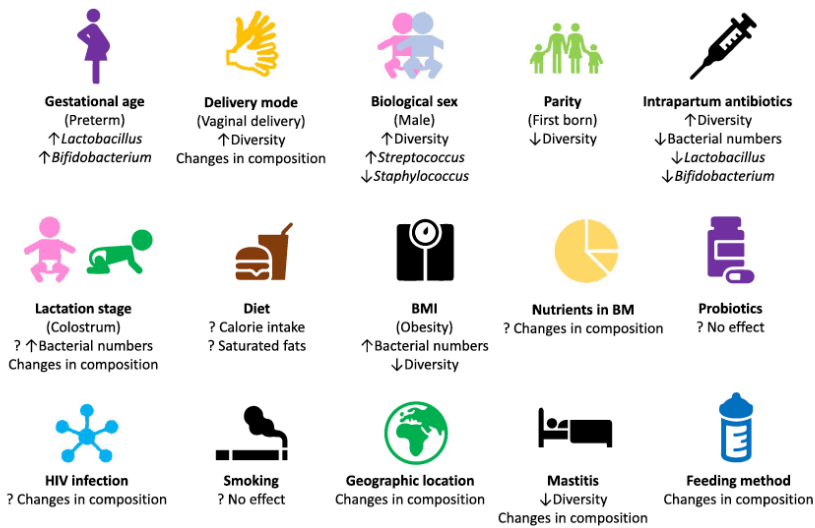 Gestational age
(Preterm)
↑Lactobacillus
↑Bifidobacterium
Delivery mode
(Vaginal delivery)
↑Diversity
Changes in composition
Biological sex
(Male)
↑Diversity
↑Streptococcus
↓Staphylococcus
Parity
(First born)
↓Diversity
Intrapartum antibiotics
↑Diversity
↓Bacterial numbers
↓Lactobacillus
↓Bifidobacterium
Lactation stage
(Colostrum)
? ↑Bacterial numbers
Changes in composition
Diet
? Calorie intake
? Saturated fats
BMI
(Obesity)
↑Bacterial numbers
↓Diversity
Nutrients in BM
? Changes in composition
Probiotics
? No effect
HIV infection
? Changes in composition
Smoking
? No effect
Geographic location
Changes in composition
Mastitis
↓Diversity
Changes in composition
Feeding method
Changes in composition